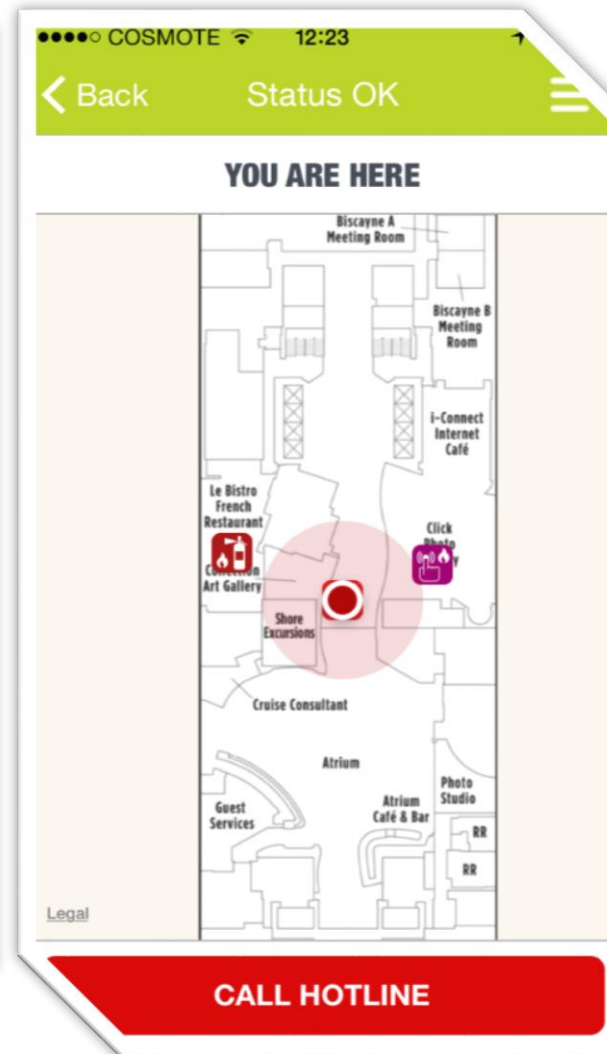 COSMOTE 12:23
Back Status OK
YOU ARE HERE
Biscayne A
Meeting Room
Biscayne B
Meeting
Room
i-Connect
Internet
Café
Le Bistro
French
Restaurant
Click
Art Gallery
Shore
Excursions
Cruise Consultant
Atrium
Photo
Studio
Atrium
Café & Bar
Guest
Services
RR
RR
Legal
CALL HOTLINE